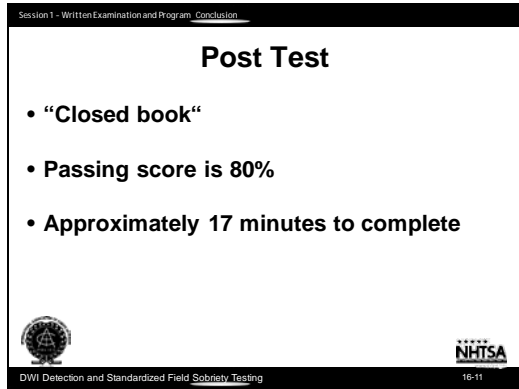 Session 1 - Written Examination and Program Conclusion
Post Test
• “Closed book“
• Passing score is 80%
• Approximately 17 minutes to complete
NHTSA
DWI Detection and Standardized Field Sobriety Testing 16-11